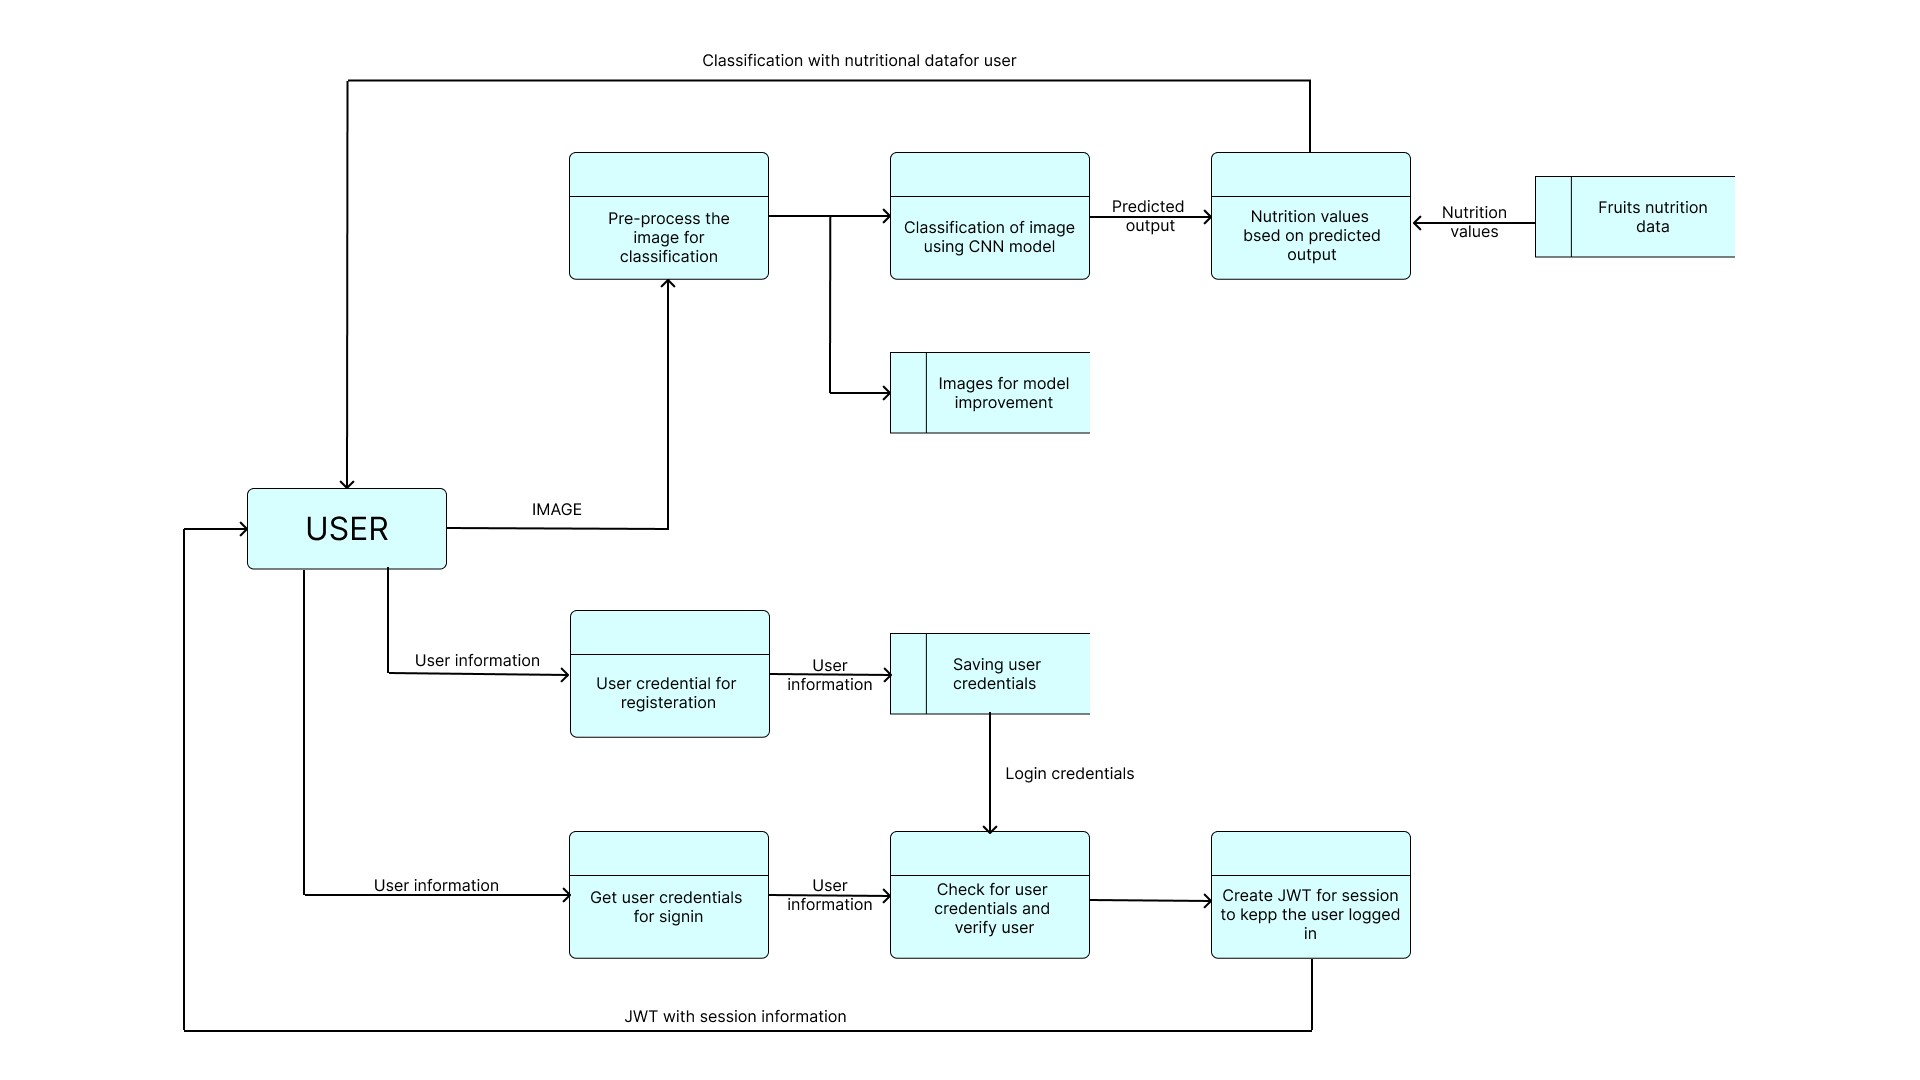 Classification with nutritional datafor user
Pre-process the
image for
classification
Classification of image
using CNN model
Predicted
output
Nutrition values
bsed on predicted
output
Nutrition
values
Fruits nutrition
data
Images for model
improvement
USER
IMAGE
User information
User credential for
registeration
User
information
Saving user
credentials
Login credentials
User information
Get user credentials
for signin
User
information
Check for user
credentials and
verify user
Create JWT for session
to kepp the user logged
in
JWT with session information